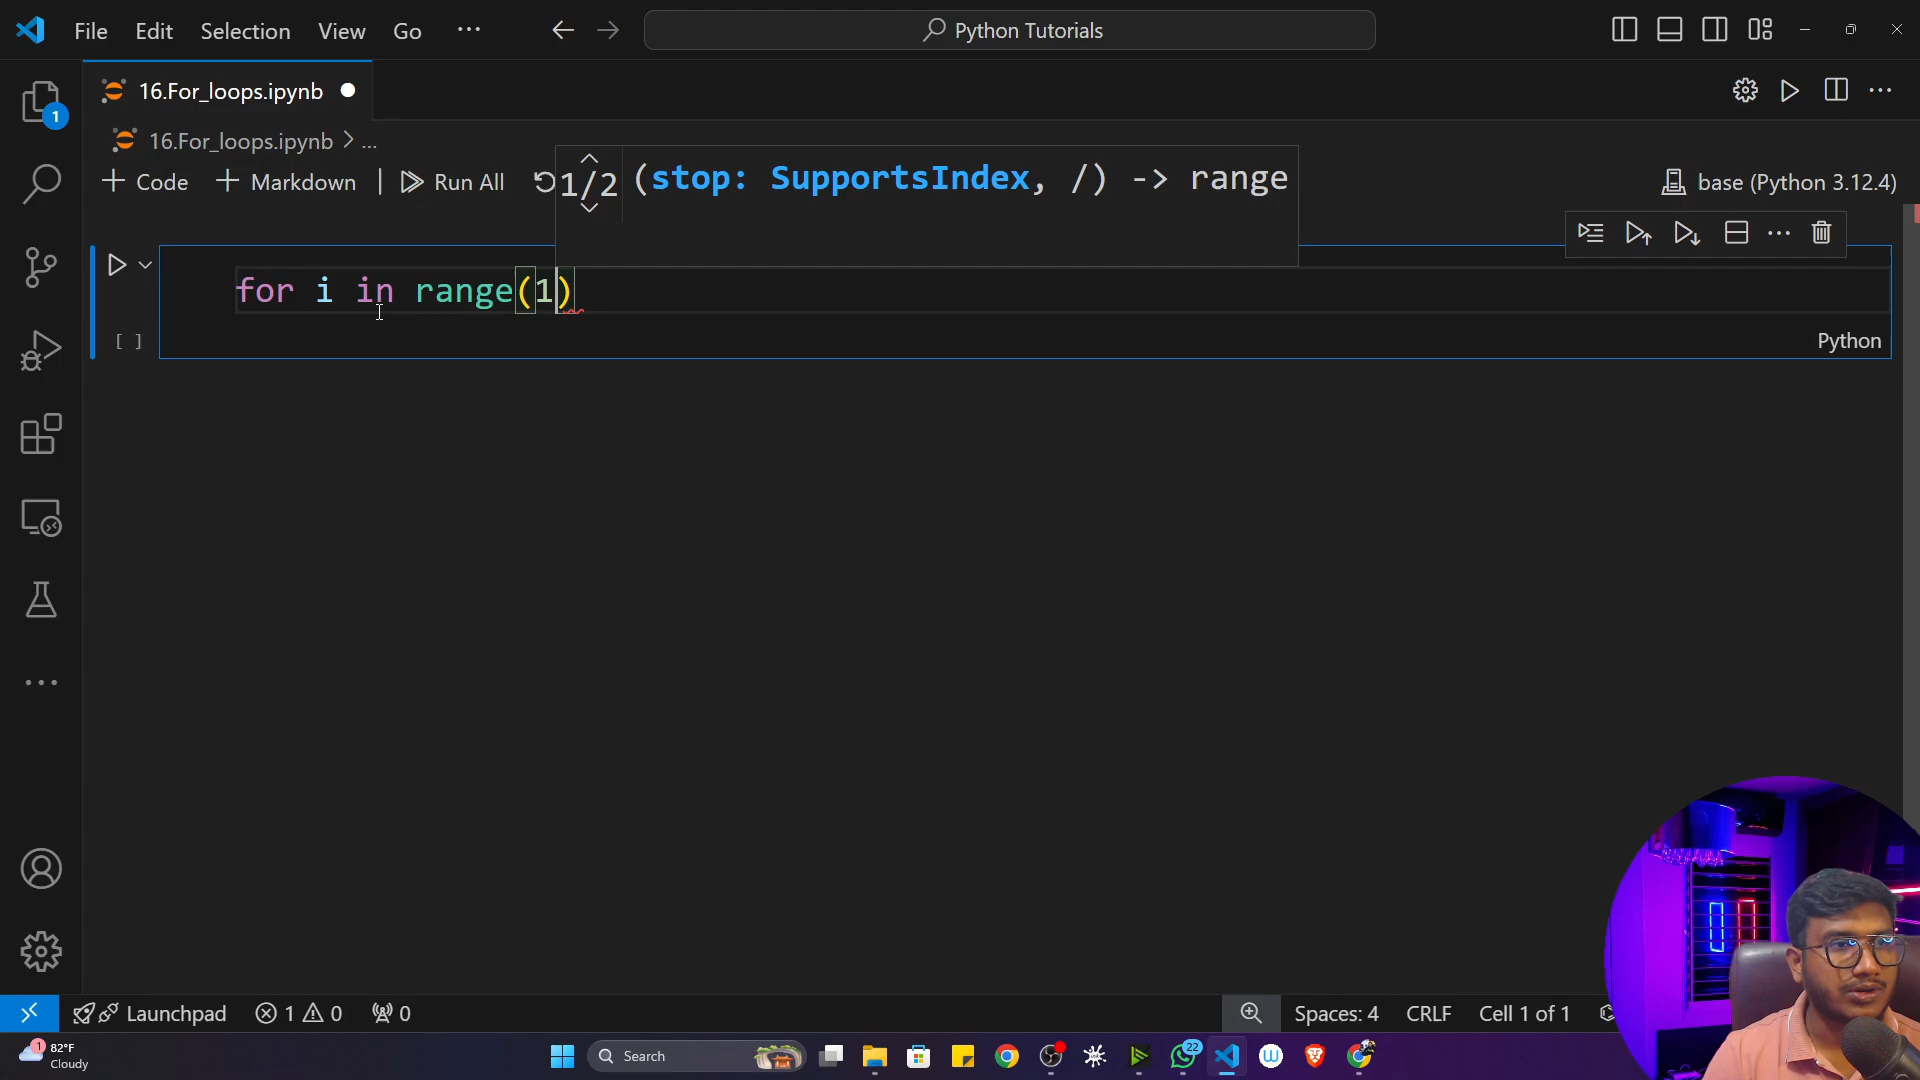 File Edit Selection View Go ...
Python Tutorials
16.For_loops.ipynb
16.For_loops.ipynb > ...
+ Code + Markdown | Run All
1/2 (stop: SupportsIndex, /) -> range
base (Python 3.12.4)
for i in range(1)
[ ]
Python
1
Launchpad 1 0 0
Spaces: 4 CRLF Cell 1 of 1
1 82°F
Cloudy
Search
22